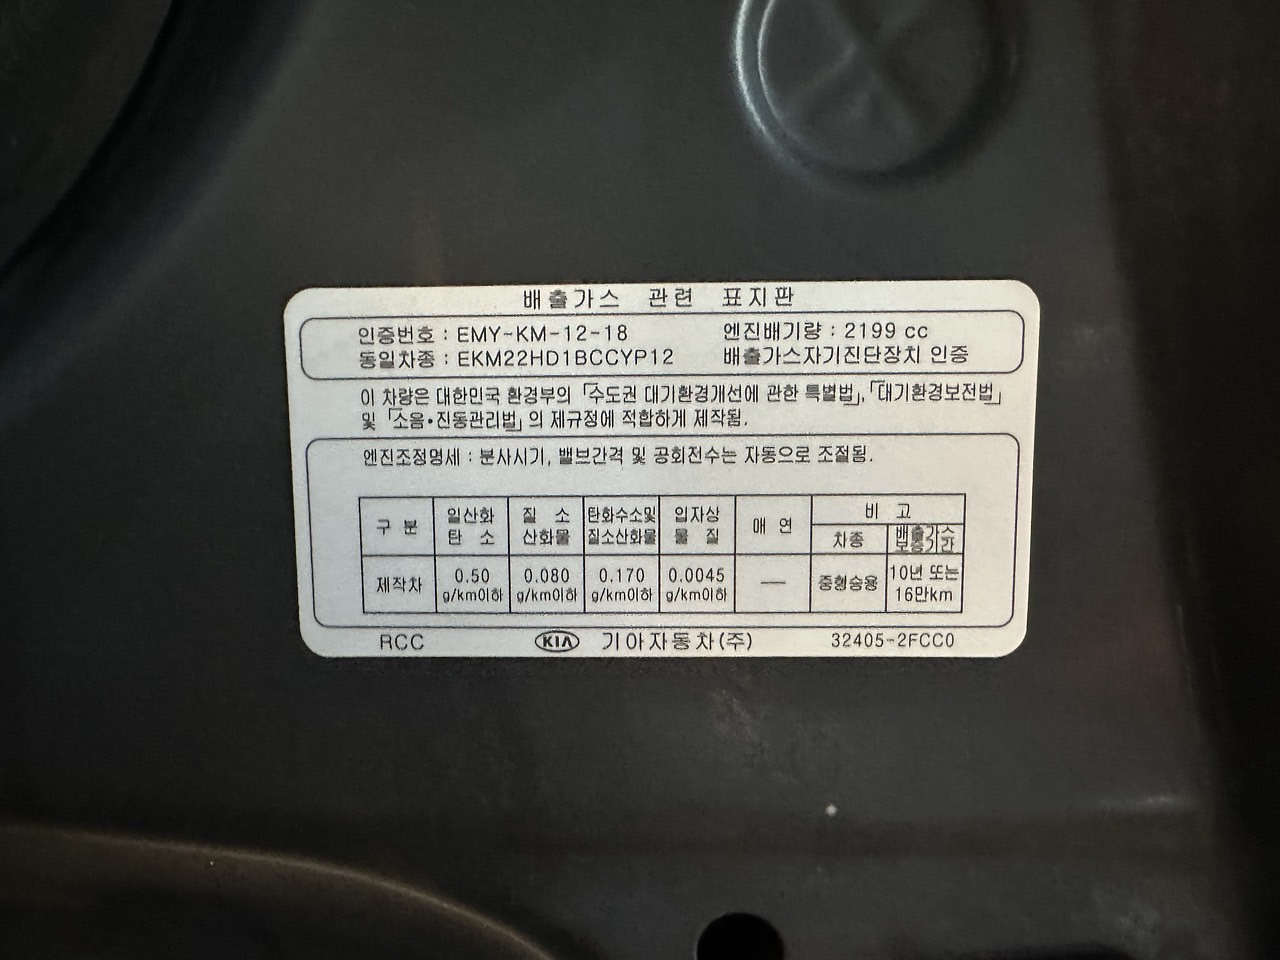 배출가스 관련 표지판
인증번호 : EMY-KM-12-18 엔진배기량 : 2199 cc
동일차종 : EKM22HD1BCCYP12 배출가스자기진단장치 인증
이 차량은 대한민국 환경부의 「수도권 대기환경개선에 관한 특별법」, 「대기환경보전법」
및 「소음·진동관리법」의 제규정에 적합하게 제작됨.
엔진조정명세 : 분사시기, 밸브간격 및 공회전수는 자동으로 조절됨.
구 분 일산화 탄 소 질 소 산화물 탄화수소및 질소산화물 입자상 물 질 매 연 비 고
차종 배출가스 보증기간
제작차 0.50 g/km이하 0.080 g/km이하 0.170 g/km이하 0.0045 g/km이하 — 중형승용 10년 또는 16만km
RCC KIA 기아자동차(주) 32405-2FCC0